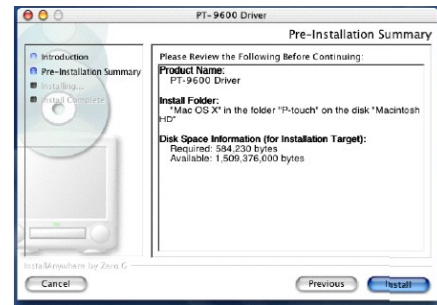 PT-9600 Driver
Pre-Installation Summary
Introduction
Pre-Installation Summary
Installing...
Install Complete
Please Review the Following Before Continuing:
Product Name:
PT-9600 Driver
Install Folder:
"Mac OS X" in the folder "P-touch" on the disk "Macintosh
HD"
Disk Space Information (for Installation Target):
Required: 584,230 bytes
Available: 1,509,376,000 bytes
InstallAnywhere by Zero G
Cancel
Previous
Install